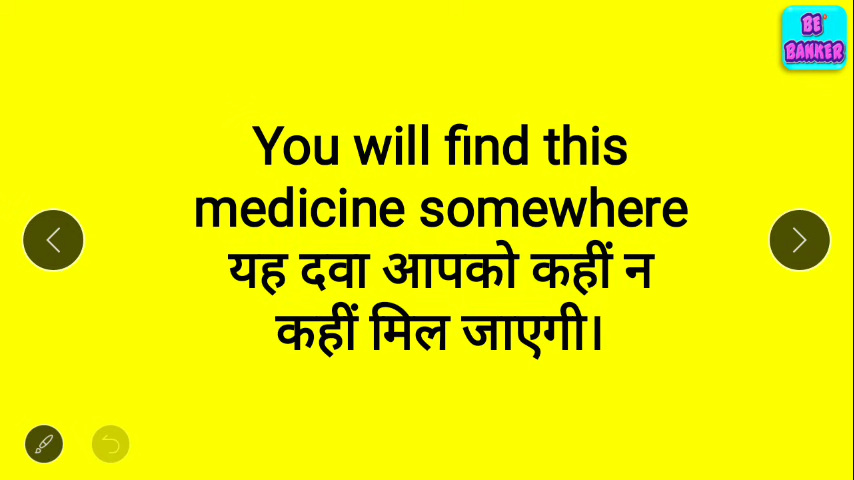 BE
BANKER
You will find this
medicine somewhere
यह दवा आपको कहीं न
कहीं मिल जाएगी।